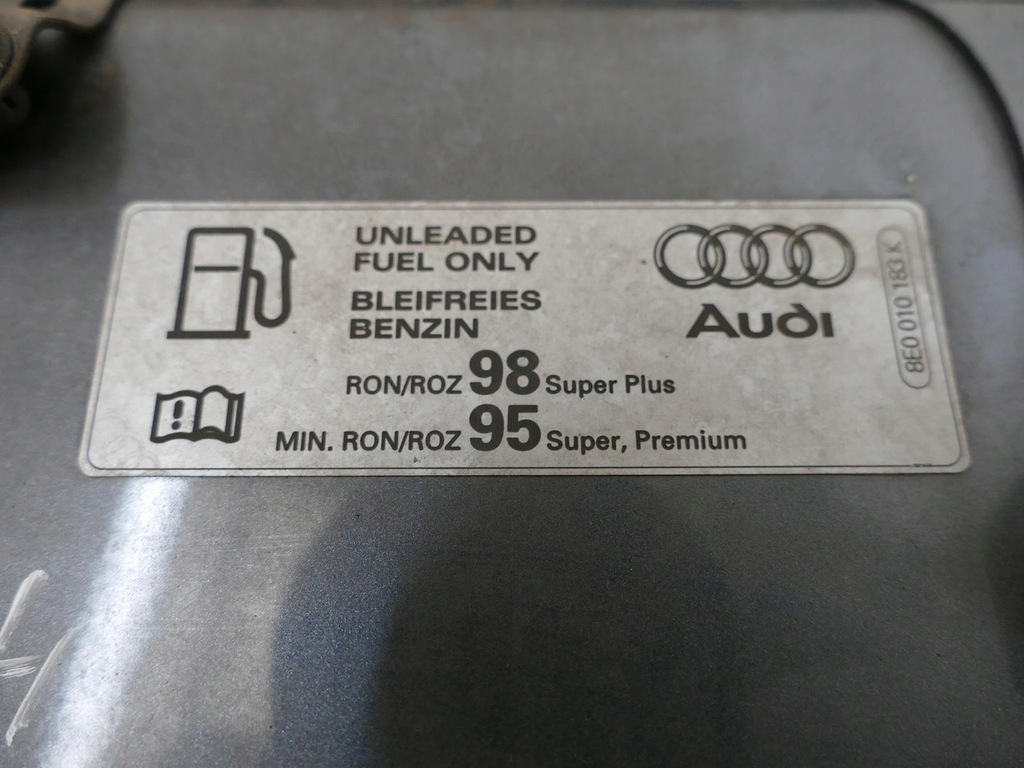 UNLEADED
FUEL ONLY
BLEIFREIES
BENZIN
RON/ROZ 98 Super Plus
MIN. RON/ROZ 95 Super, Premium
Audi
8E0 010 183 K